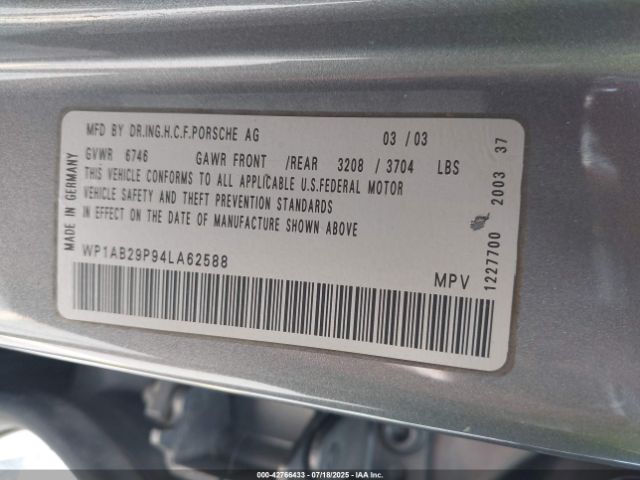 MFD BY DR.ING.H.C.F.PORSCHE AG 03 / 03
GVWR 6746 GAWR FRONT /REAR 3208 / 3704 LBS
THIS VEHICLE CONFORMS TO ALL APPLICABLE U.S.FEDERAL MOTOR
VEHICLE SAFETY AND THEFT PREVENTION STANDARDS
IN EFFECT ON THE DATE OF MANUFACTURE SHOWN ABOVE
WP1AB29P94LA62588
MPV
MADE IN GERMANY
1227700 2003 37
000-42766433 - 07/18/2025 - IAA Inc.